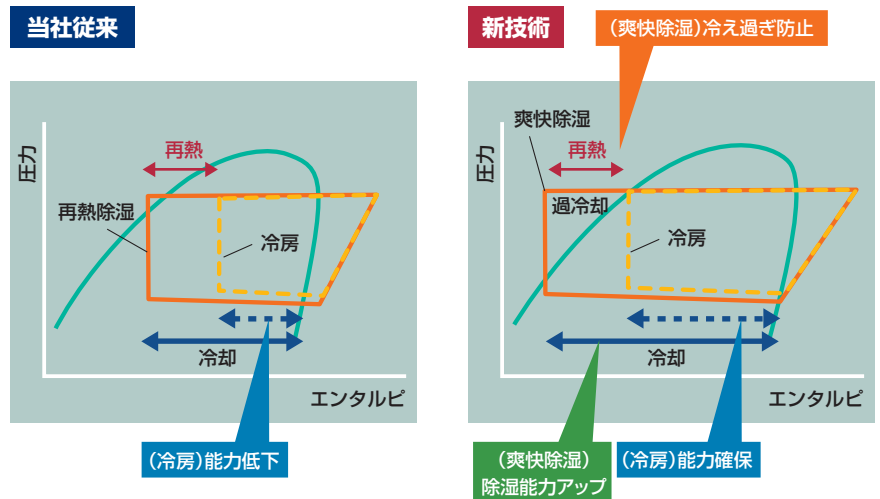 当社従来
新技術
(爽快除湿)冷え過ぎ防止
圧力
再熱
再熱除湿
冷房
冷却
エンタルピ
(冷房)能力低下
圧力
爽快除湿
再熱
過冷却
冷房
冷却
エンタルピ
(爽快除湿)
除湿能力アップ
(冷房)能力確保